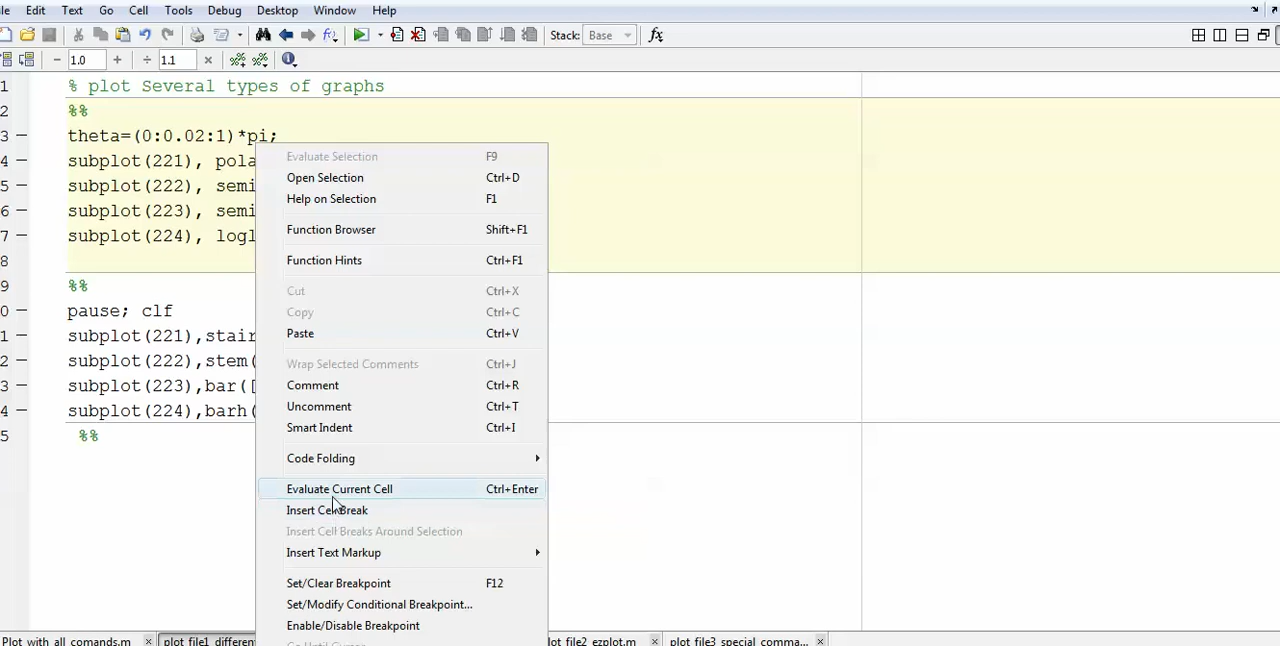 Edit Text Go Cell Tools Debug Desktop Window Help
Stack: Base fx
− 1.0 + ÷ 1.1 ×
1 % plot Several types of graphs
2 %%
3 — theta=(0:0.02:1)*pi;
4 — subplot(221), pola
5 — subplot(222), semi
6 — subplot(223), semi
7 — subplot(224), logl
8
9 %%
0 — pause; clf
1 — subplot(221),stair
2 — subplot(222),stem(
3 — subplot(223),bar([
4 — subplot(224),barh(
5 %%
Evaluate Selection F9
Open Selection Ctrl+D
Help on Selection F1
Function Browser Shift+F1
Function Hints Ctrl+F1
Cut Ctrl+X
Copy Ctrl+C
Paste Ctrl+V
Wrap Selected Comments Ctrl+J
Comment Ctrl+R
Uncomment Ctrl+T
Smart Indent Ctrl+I
Code Folding
Evaluate Current Cell Ctrl+Enter
Insert Cell Break
Insert Cell Breaks Around Selection
Insert Text Markup
Set/Clear Breakpoint F12
Set/Modify Conditional Breakpoint...
Enable/Disable Breakpoint
Go Until Cursor
Plot with all comands.m × plot file1 differen lot file2 ezplot.m × plot file3 special comma... ×